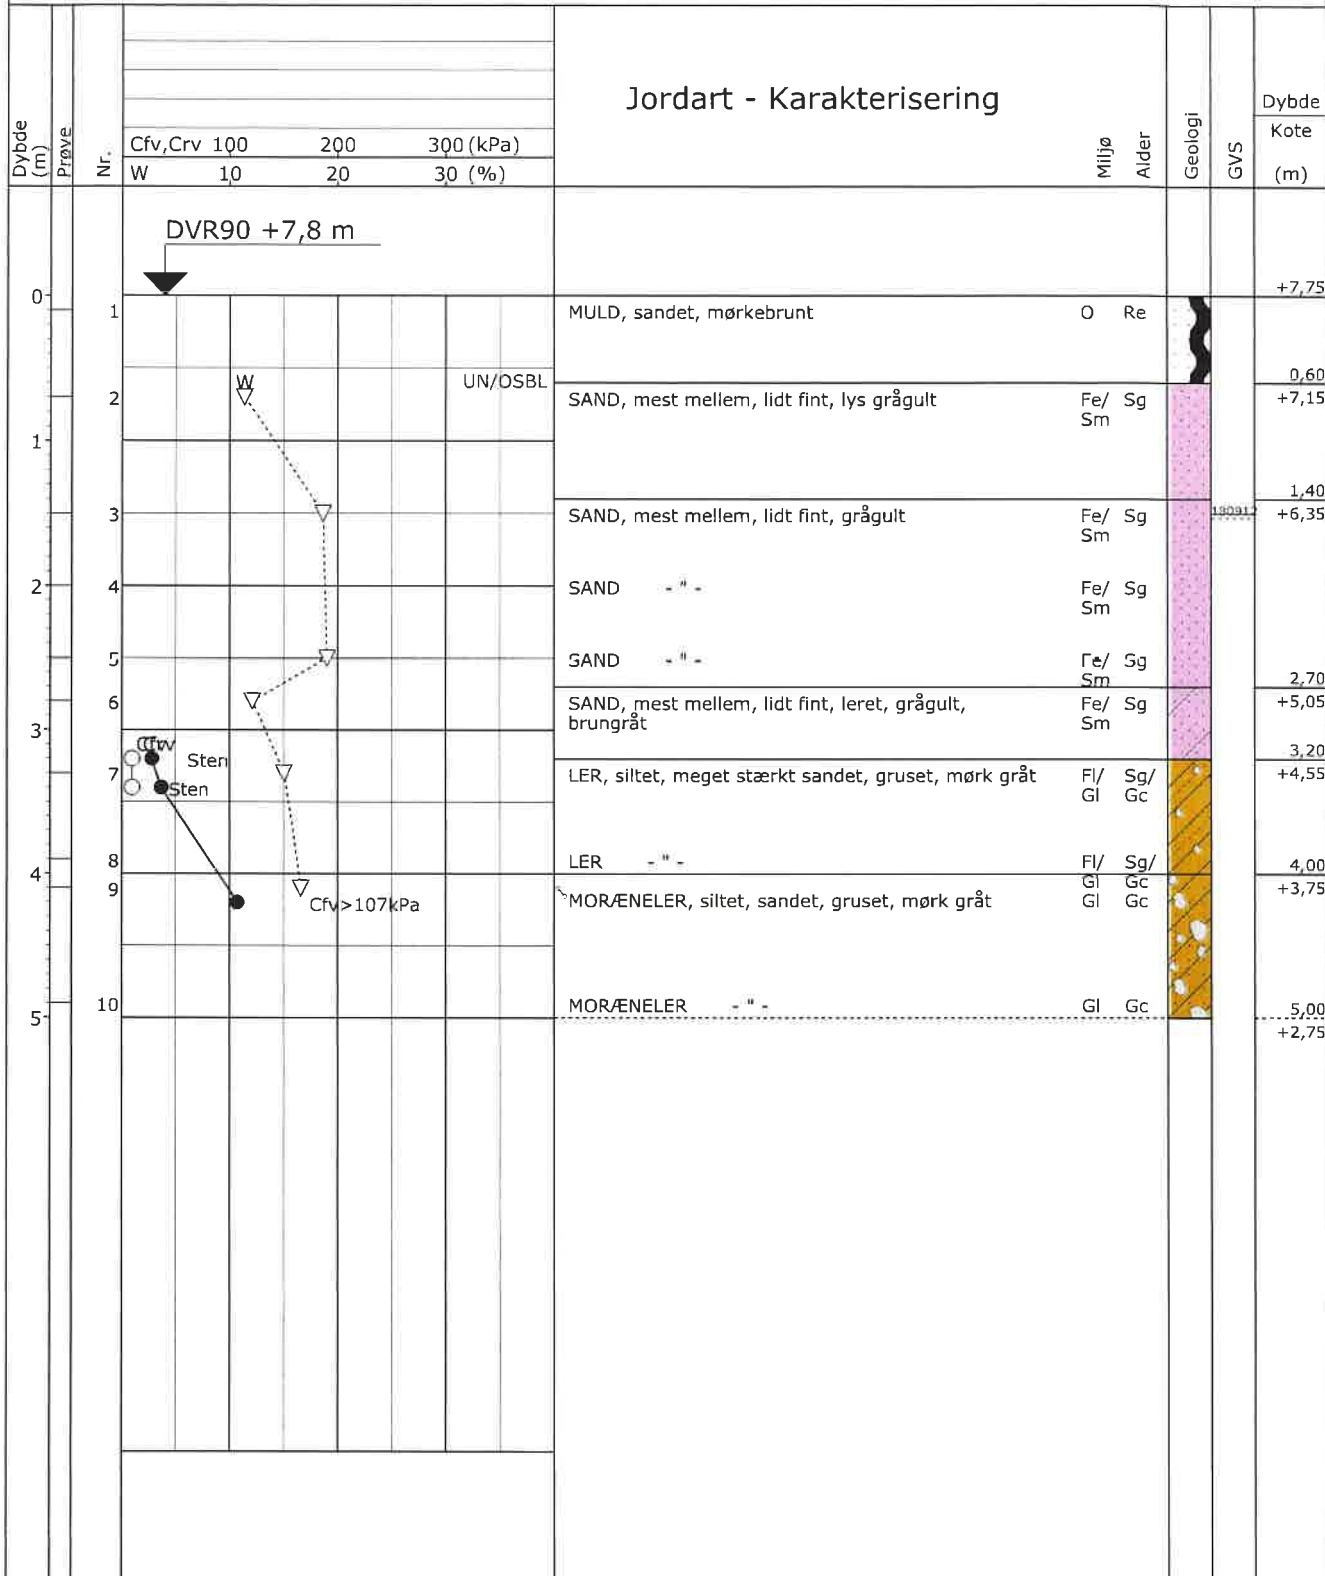 Jordart - Karakterisering
Dybde (m)
Prøve
Nr.
Cfv,Crv 100 200 300 (kPa)
W 10 20 30 (%)
Miljø
Alder
Geologi
GVS
Dybde
Kote
(m)
DVR90 +7,8 m
0
+7,75
1 MULD, sandet, mørkebrunt O Re
W UN/OSBL
0,60
2 SAND, mest mellem, lidt fint, lys grågult Fe/ Sg +7,15
Sm
1
1,40
3 SAND, mest mellem, lidt fint, grågult Fe/ Sg 130912 +6,35
Sm
2 4 SAND - " - Fe/ Sg
Sm
5 SAND - " - Fe/ Sg
Sm 2,70
6 SAND, mest mellem, lidt fint, leret, grågult, Fe/ Sg +5,05
brungråt Sm
3
3,20
Sten
7 LER, siltet, meget stærkt sandet, gruset, mørk gråt Fl/ Sg/ +4,55
Sten Gl Gc
8 LER - " - Fl/ Sg/ 4,00
4 Gl Gc
9 +3,75
Cfv>107kPa MORÆNELER, siltet, sandet, gruset, mørk gråt Gl Gc
10 MORÆNELER - " - Gl Gc 5,00
5
+2,75